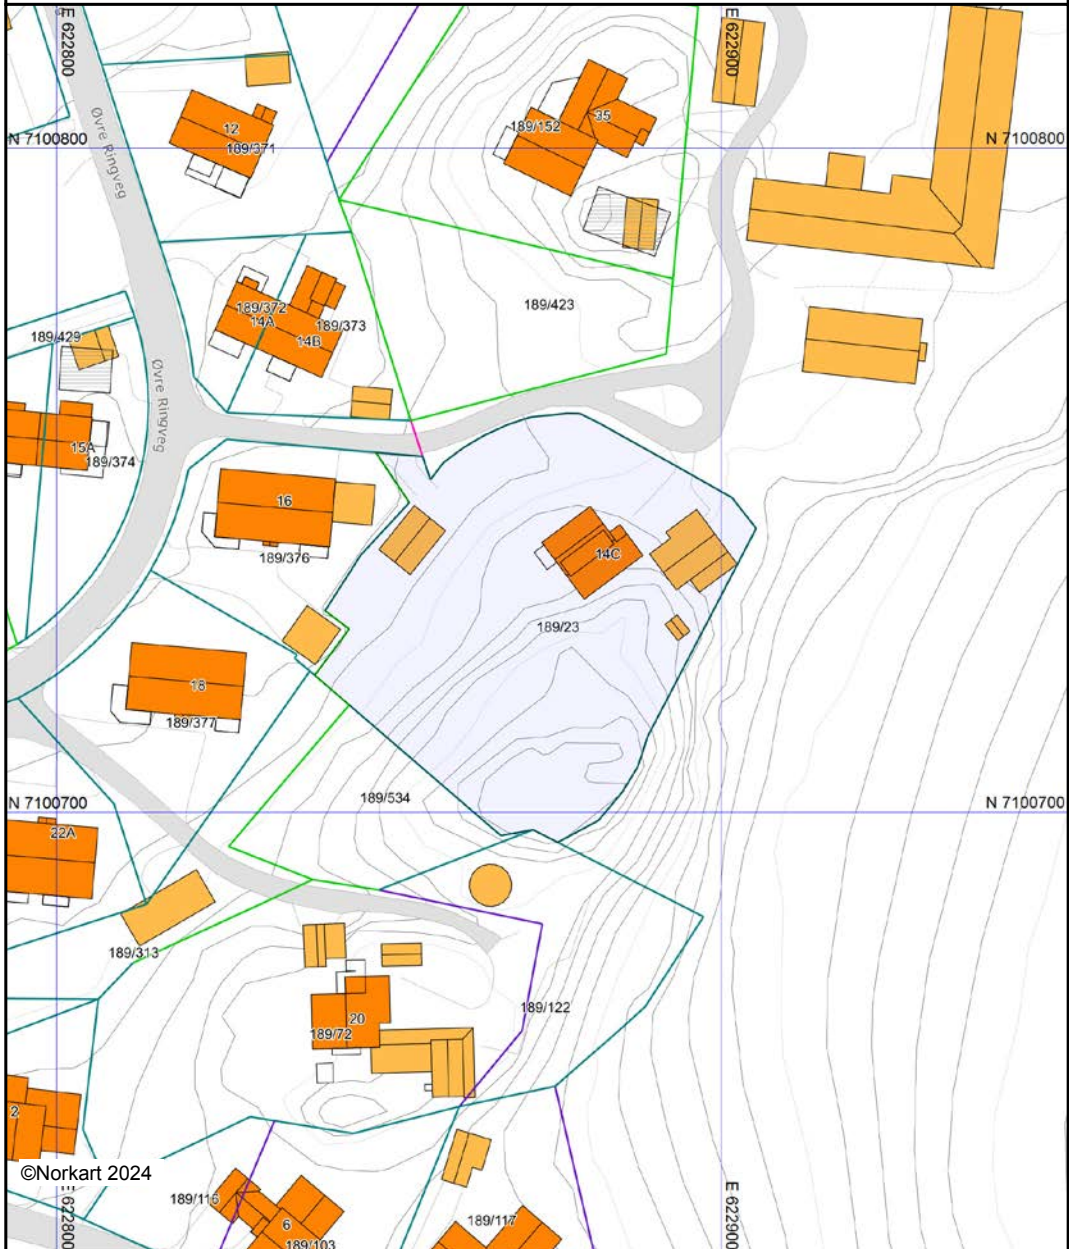 E 622800
E 622900
N 7100800
N 7100800
Øvre Ringveg
12
189/371
35
189/152
189/423
189/372
14A
189/373
14B
189/429
Øvre Ringveg
15A
189/374
16
189/376
14C
189/23
18
189/377
N 7100700
N 7100700
189/534
22A
189/313
189/122
20
189/72
2
©Norkart 2024
E 622800
E 622900
189/116
6
189/103
189/117